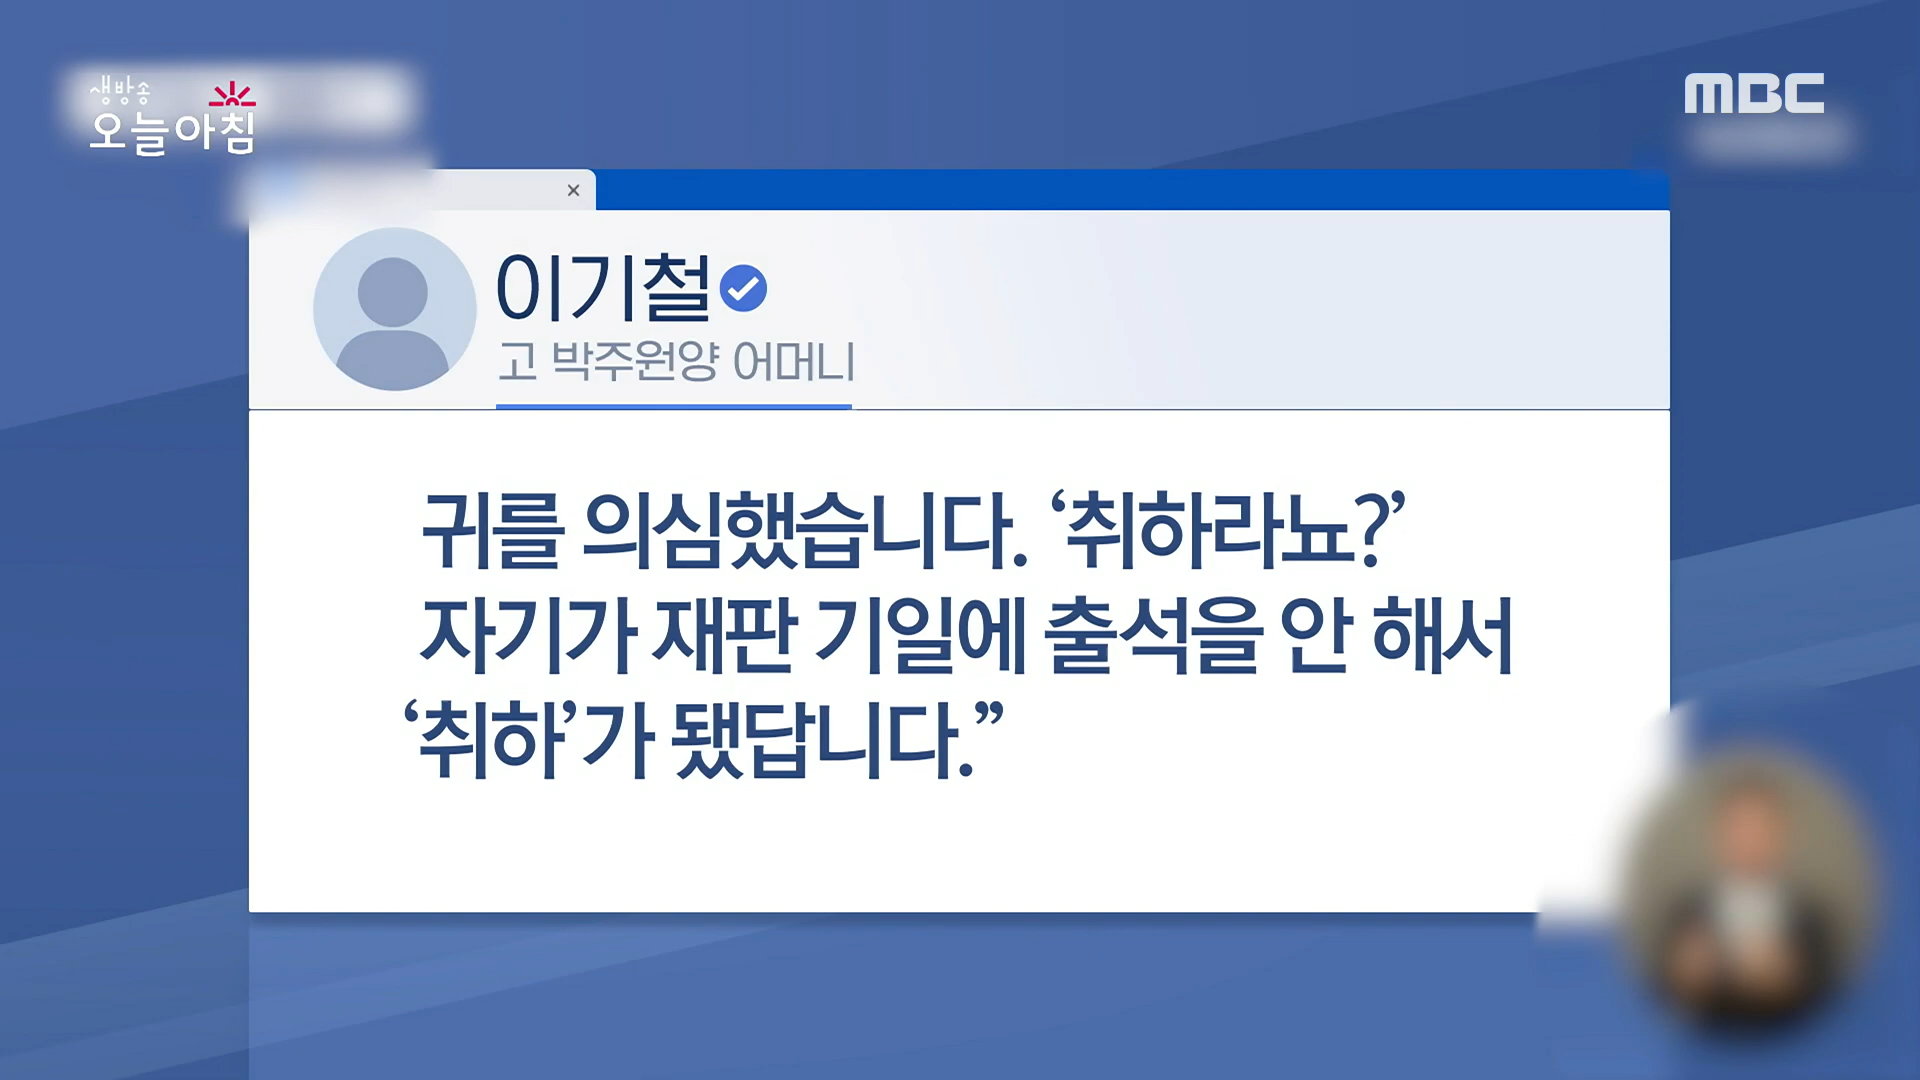 생방송
오늘아침
MBC
이기철
고 박주원양 어머니
귀를 의심했습니다. ‘취하라뇨?’
자기가 재판 기일에 출석을 안 해서
‘취하’가 됐답니다.”